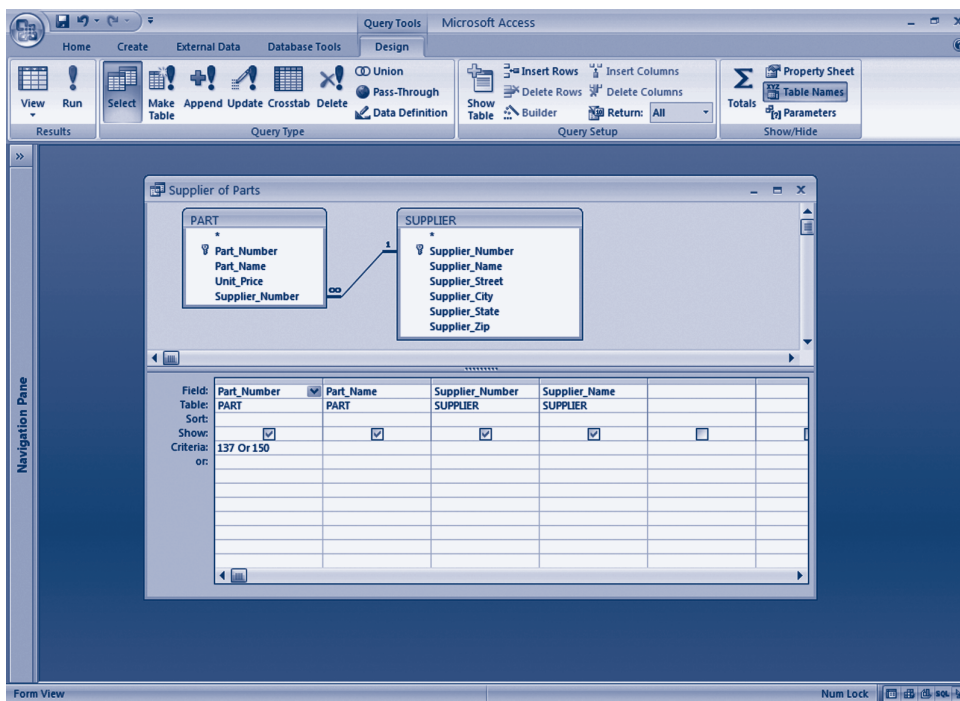 Query Tools Microsoft Access
Home Create External Data Database Tools Design
View
Run
Results
Select
Make Table
Append
Update
Crosstab
Delete
Union
Pass-Through
Data Definition
Query Type
Show Table
Insert Rows
Delete Rows
Builder
Insert Columns
Delete Columns
Return: All
Query Setup
Σ
Totals
Property Sheet
XYZ
Table Names
[?] Parameters
Show/Hide
»
Navigation Pane
Supplier of Parts
PART
*
Part_Number
Part_Name
Unit_Price
Supplier_Number
∞
1
SUPPLIER
*
Supplier_Number
Supplier_Name
Supplier_Street
Supplier_City
Supplier_State
Supplier_Zip
Field: Part_Number Part_Name Supplier_Number Supplier_Name
Table: PART PART SUPPLIER SUPPLIER
Sort:
Show:
Criteria: 137 Or 150
or:
Form View Num Lock SQL